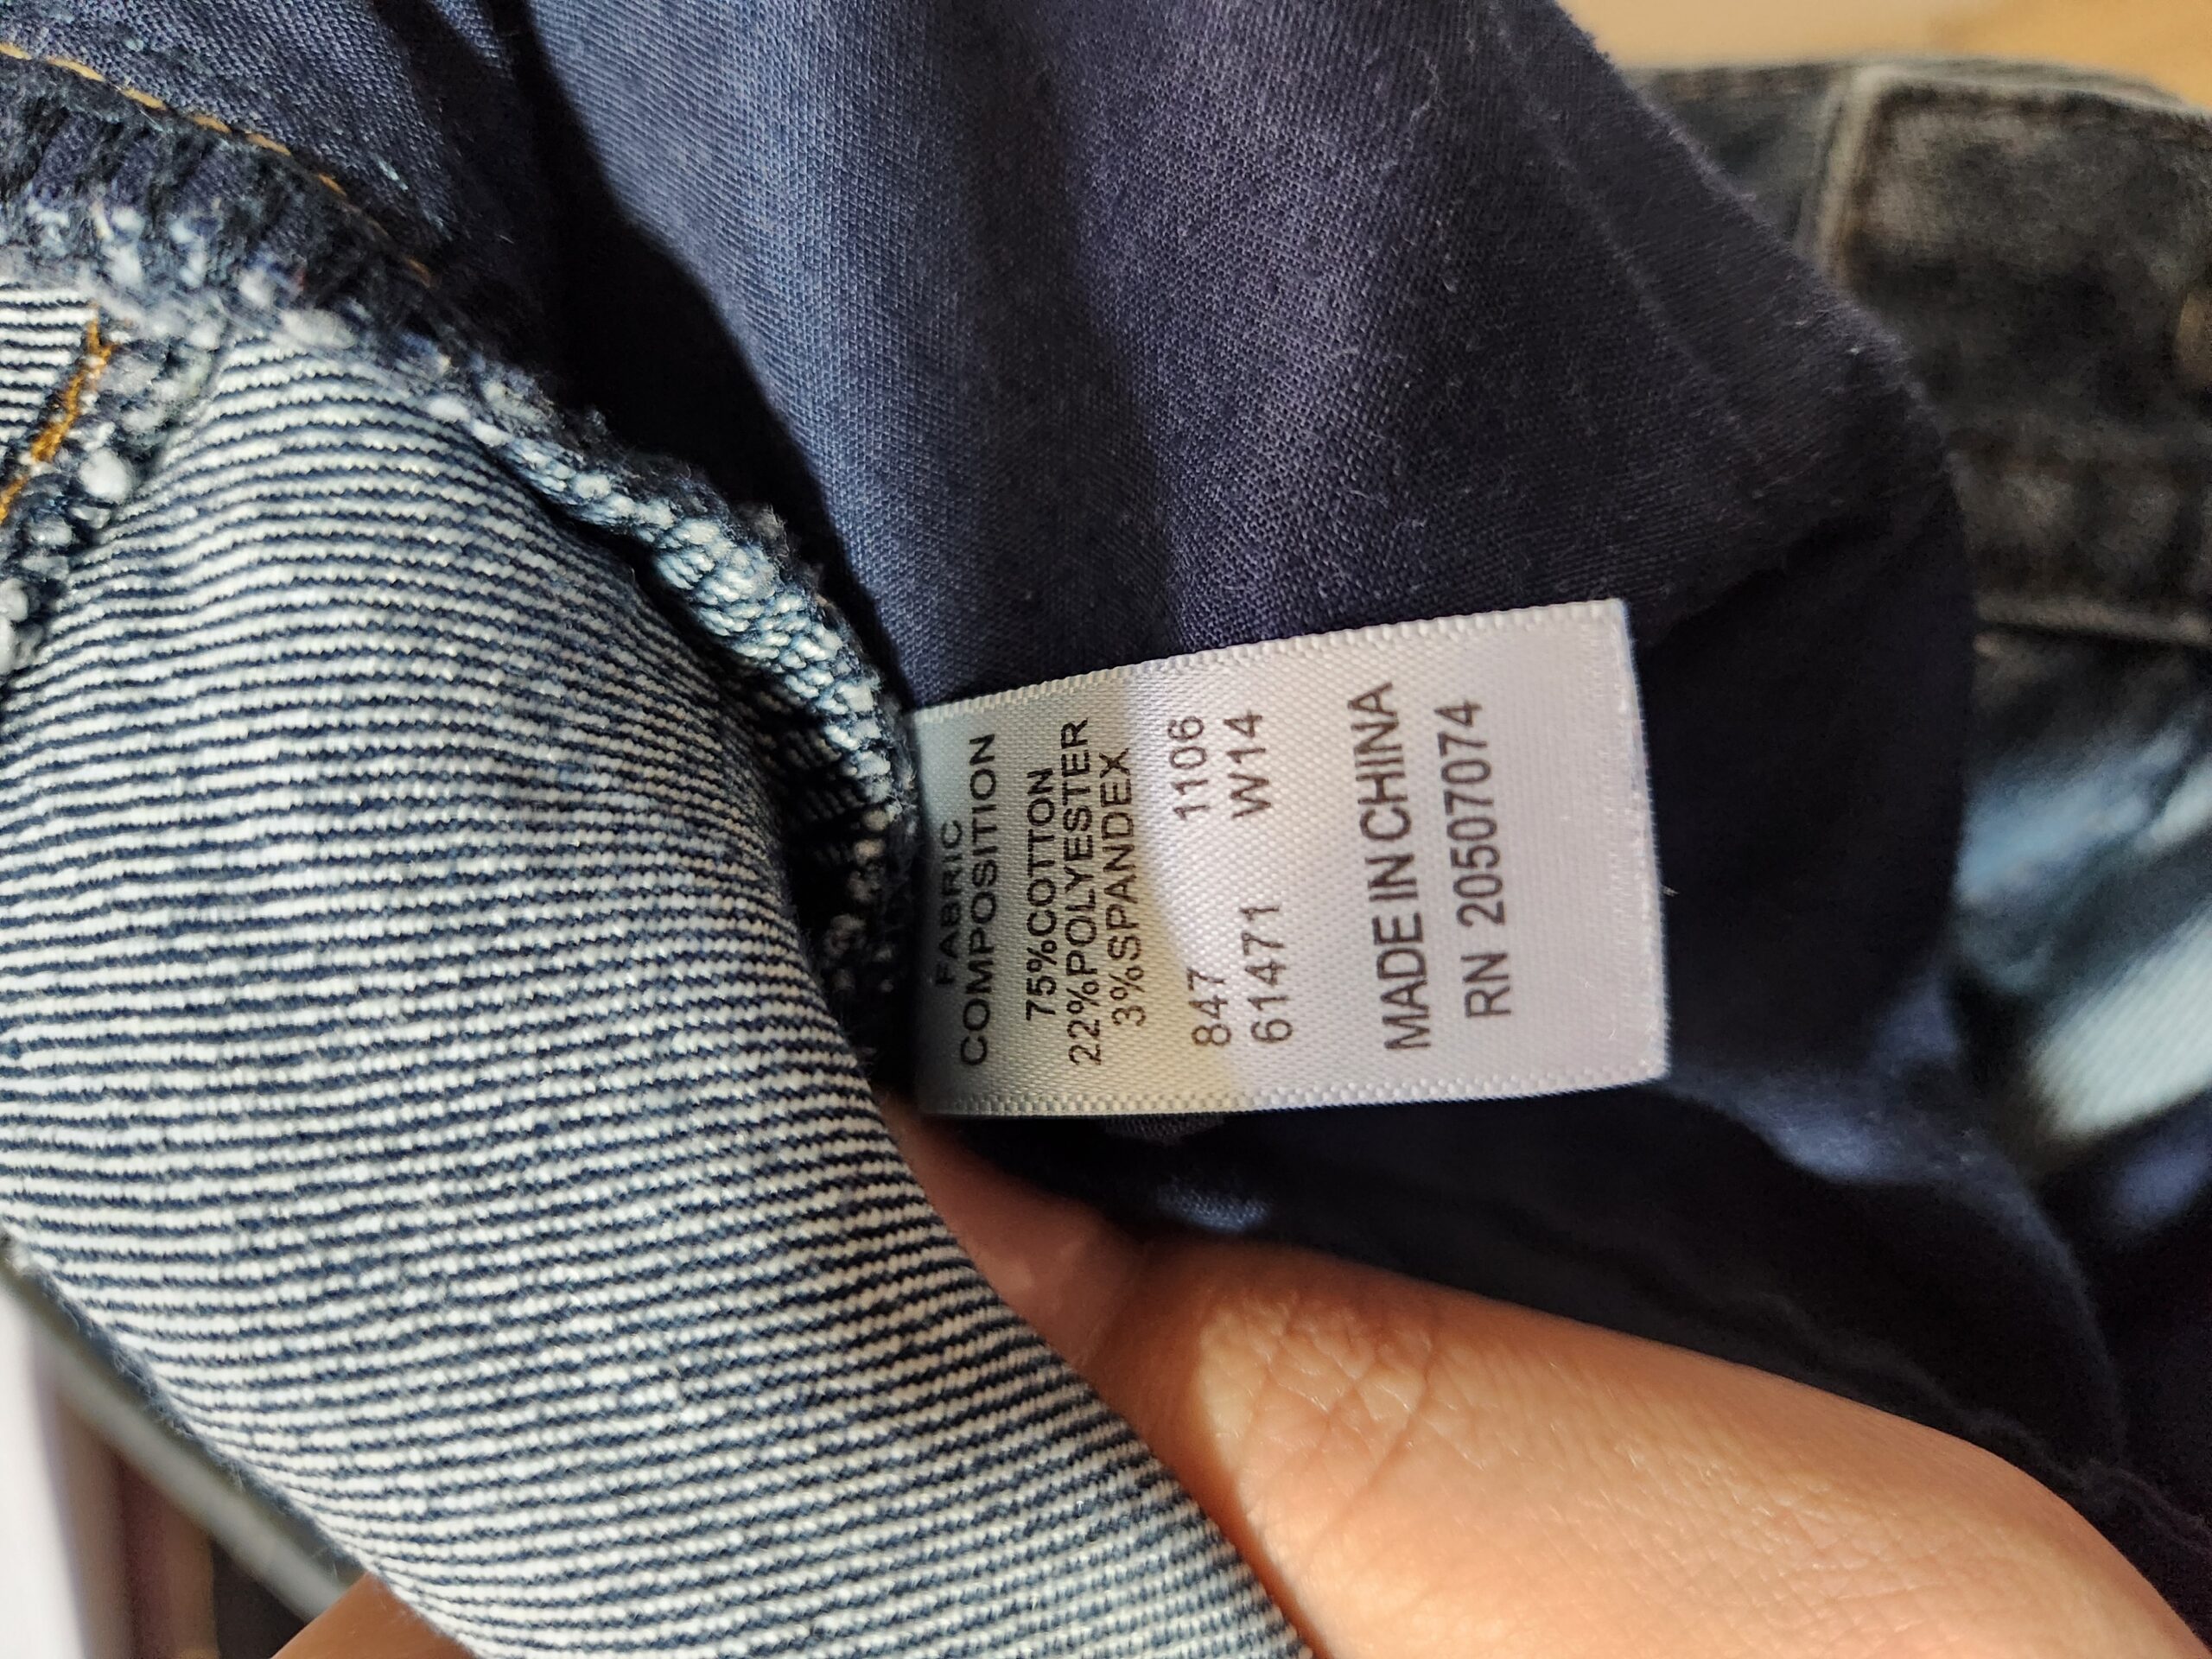 FABRIC
COMPOSITION
75%COTTON
22%POLYESTER
3%SPANDEX
847 1106
61471 W14
MADE IN CHINA
RN 20507074